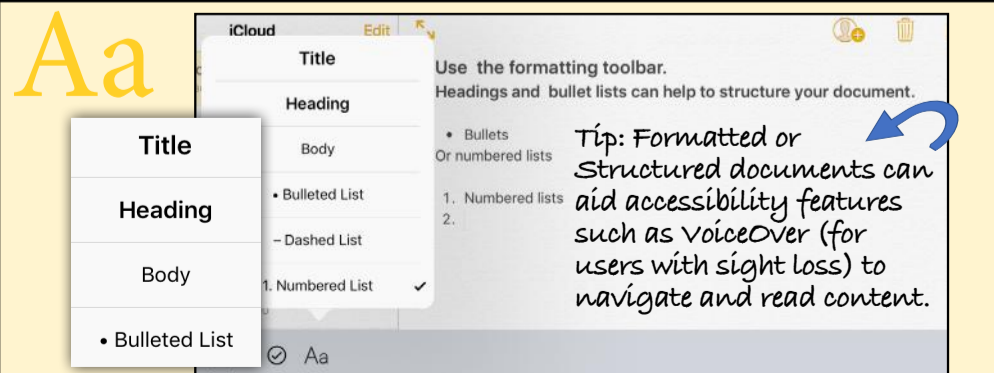 Aa
iCloud
Edit
Title
Heading
Body
• Bulleted List
– Dashed List
1. Numbered List ✓
Title
Heading
Body
• Bulleted List
Aa
Use the formatting toolbar.
Headings and bullet lists can help to structure your document.
• Bullets
Or numbered lists
1. Numbered lists
2.
Tip: Formatted or
Structured documents can
aid accessibility features
such as VoiceOver (for
users with sight loss) to
navigate and read content.